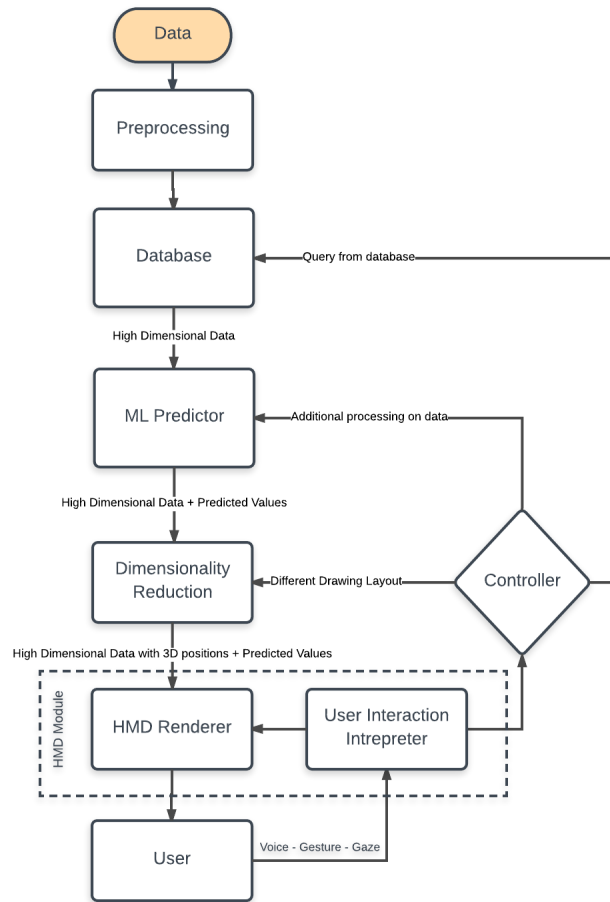 Data
Preprocessing
Database
Query from database
High Dimensional Data
ML Predictor
Additional processing on data
High Dimensional Data + Predicted Values
Dimensionality
Reduction
Different Drawing Layout
Controller
High Dimensional Data with 3D positions + Predicted Values
HMD Module
HMD Renderer
User Interaction
Intrepreter
User
Voice - Gesture - Gaze